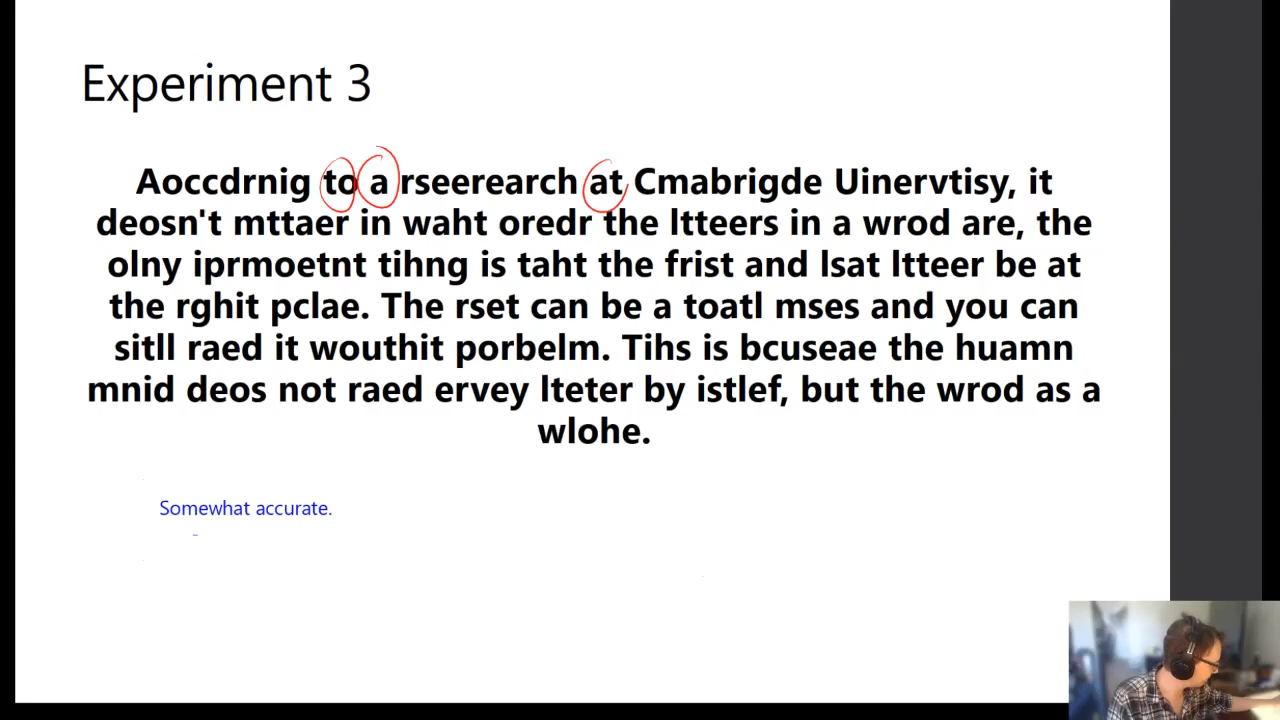 Experiment 3
Aoccdrnig to a rseerearch at Cmabrigde Uinervtisy, it
deosn't mttaer in waht oredr the ltteers in a wrod are, the
olny iprmoetnt tihng is taht the frist and lsat ltteer be at
the rghit pclae. The rset can be a toatl mses and you can
sitll raed it wouthit porbelm. Tihs is bcuseae the huamn
mnid deos not raed ervey lteter by istlef, but the wrod as a
wlohe.
Somewhat accurate.